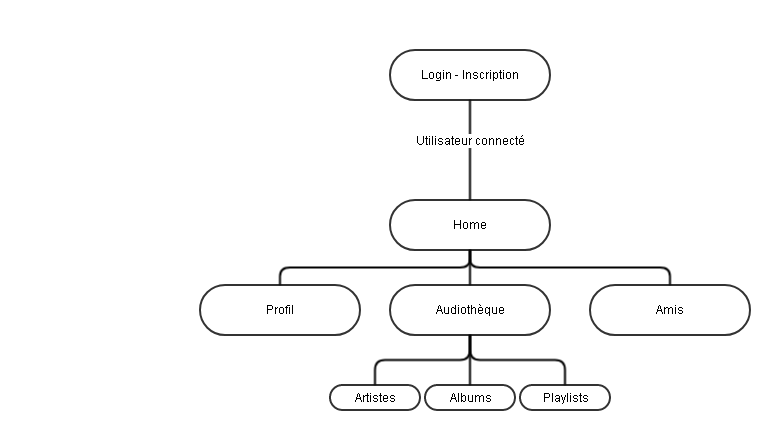 Login - Inscription
Utilisateur connecté
Home
Profil
Audiothèque
Amis
Artistes
Albums
Playlists